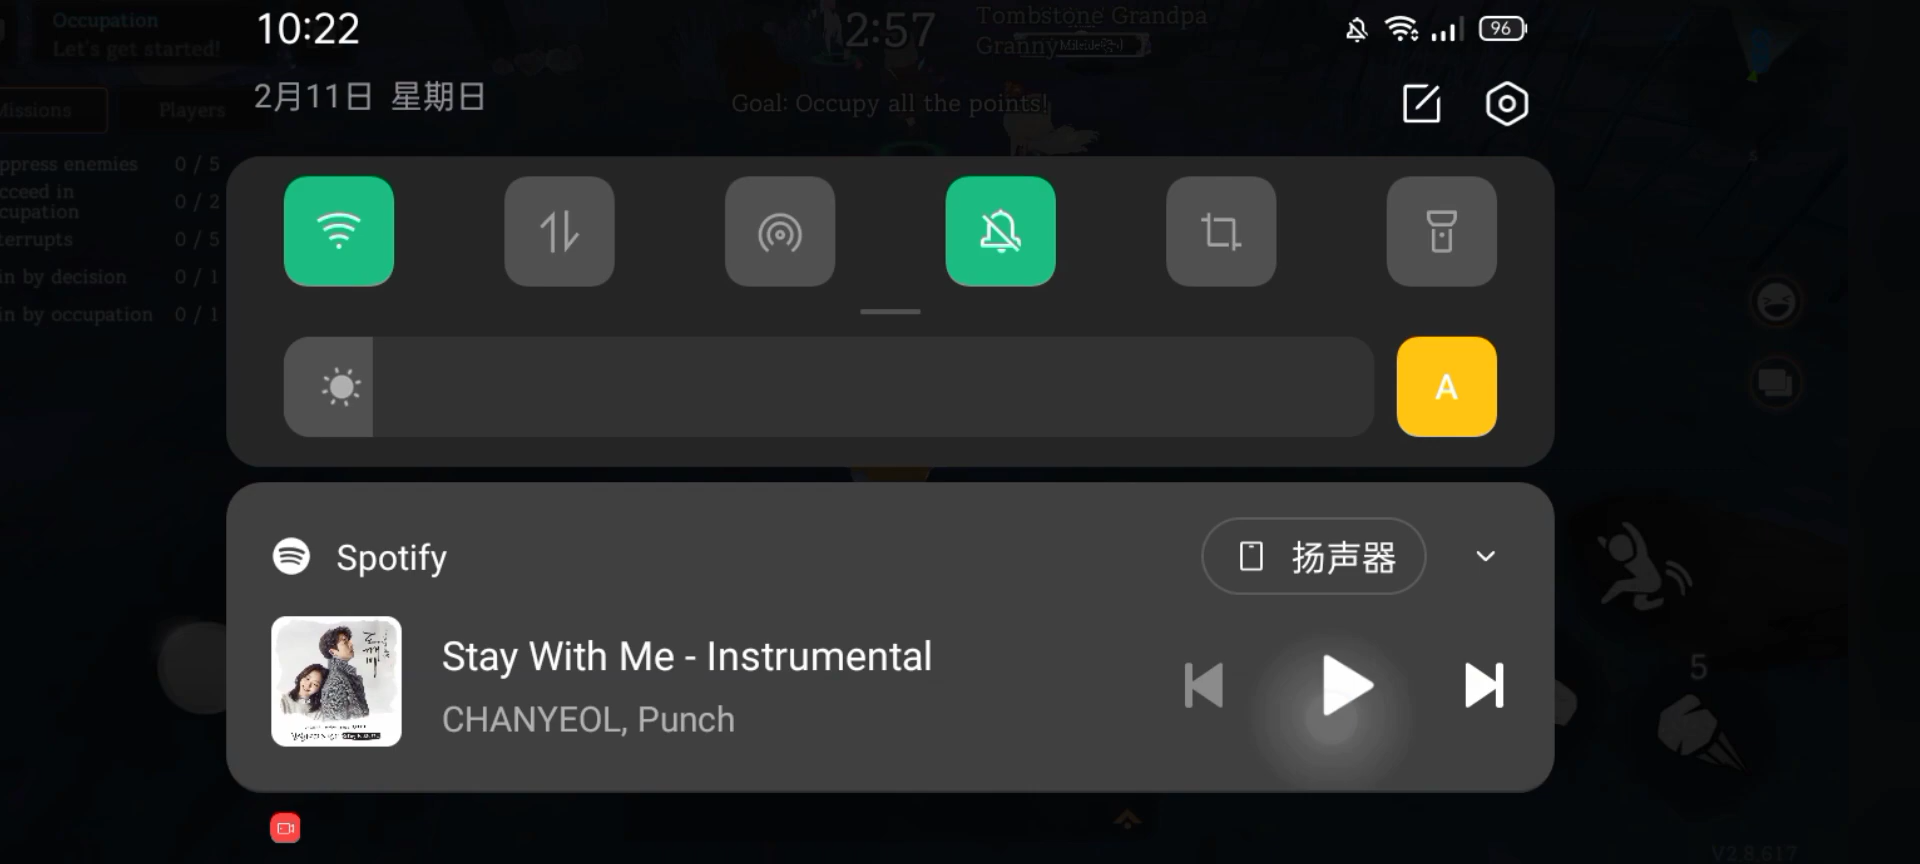 Occupation
Let's get started!
10:22
2:57
Tombstone Grandpa
Granny
96
2月11日 星期日
Missions
Players
Goal: Occupy all the points!
ppress enemies 0 / 5
cceed in
cupation 0 / 2
terrupts 0 / 5
in by decision 0 / 1
in by occupation 0 / 1
S
A
Spotify
扬声器
Stay With Me - Instrumental
CHANYEOL, Punch
5
V2.8.617